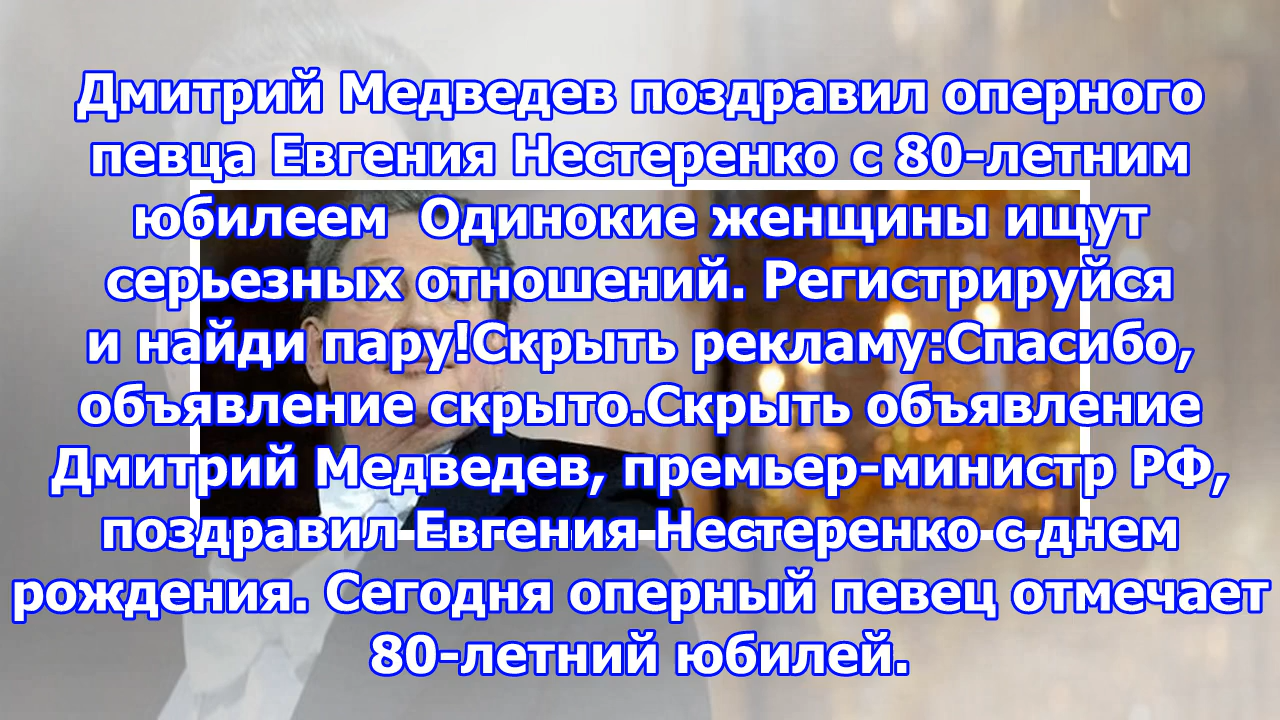 Дмитрий Медведев поздравил оперного
певца Евгения Нестеренко с 80-летним
юбилеем  Одинокие женщины ищут
серьезных отношений. Регистрируйся
и найди пару!Скрыть рекламу:Спасибо,
объявление скрыто.Скрыть объявление
Дмитрий Медведев, премьер-министр РФ,
поздравил Евгения Нестеренко с днем
рождения. Сегодня оперный певец отмечает
80-летний юбилей.